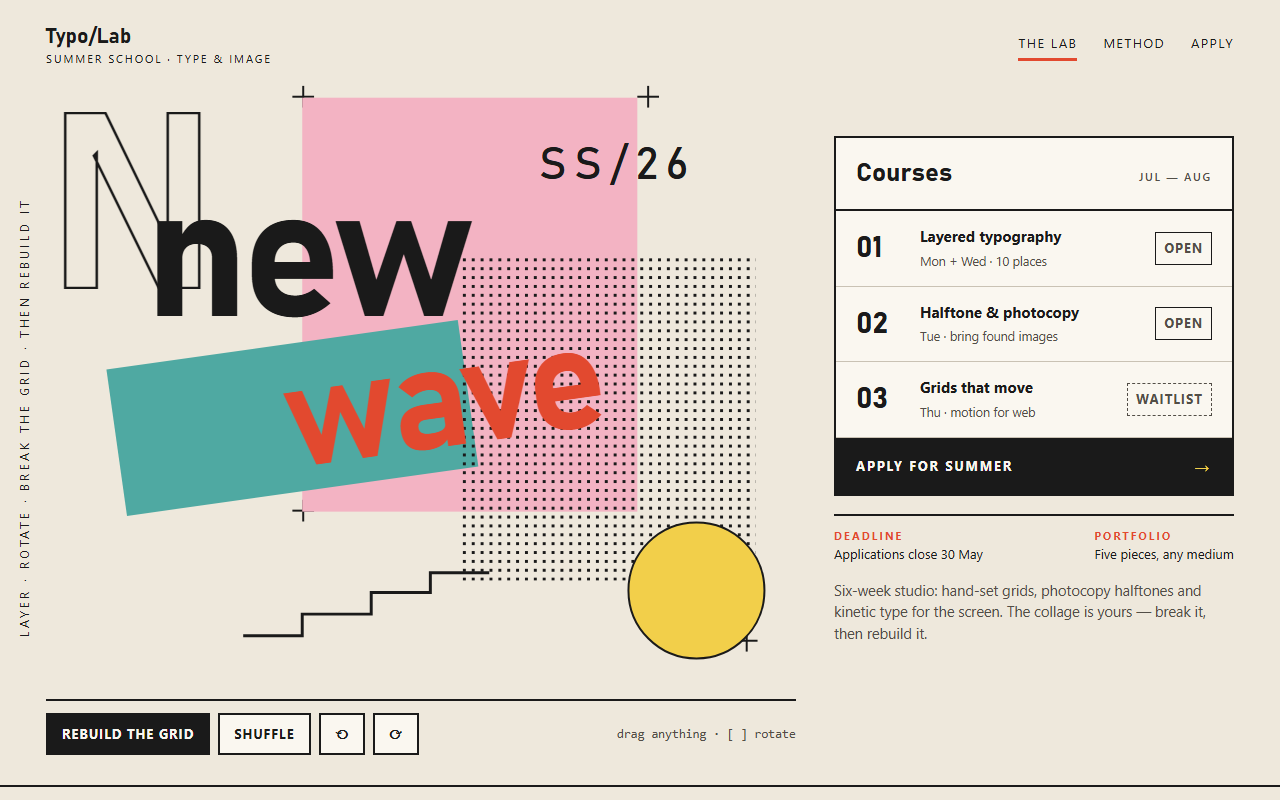 Typo/Lab
SUMMER SCHOOL · TYPE & IMAGE
THE LAB
METHOD
APPLY
LAYER · ROTATE · BREAK THE GRID · THEN REBUILD IT
N
SS/26
new
wave
Courses
JUL — AUG
01
Layered typography
Mon + Wed · 10 places
OPEN
02
Halftone & photocopy
Tue · bring found images
OPEN
03
Grids that move
Thu · motion for web
WAITLIST
APPLY FOR SUMMER →
DEADLINE
Applications close 30 May
PORTFOLIO
Five pieces, any medium
Six-week studio: hand-set grids, photocopy halftones and
kinetic type for the screen. The collage is yours — break it,
then rebuild it.
REBUILD THE GRID
SHUFFLE
⟲
⟳
drag anything · [ ] rotate